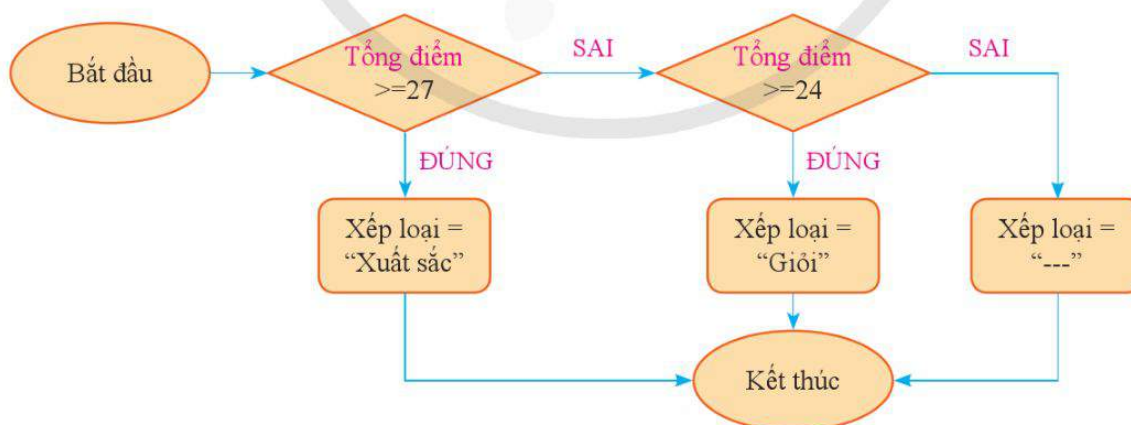 Bắt đầu
Tổng điểm
>=27
SAI
Tổng điểm
>=24
SAI
ĐÚNG
ĐÚNG
Xếp loại =
“Xuất sắc”
Xếp loại =
“Giỏi”
Xếp loại =
“---”
Kết thúc